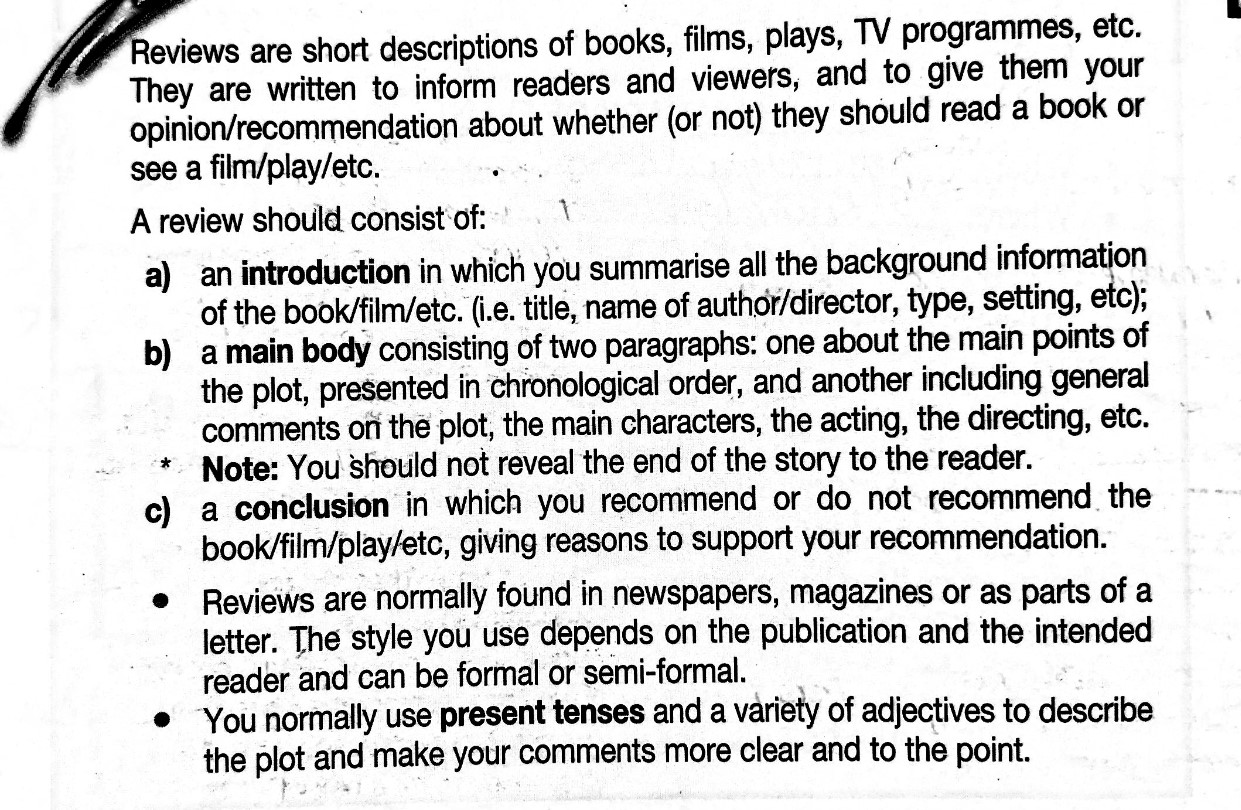 Reviews are short descriptions of books, films, plays, TV programmes, etc.
They are written to inform readers and viewers, and to give them your
opinion/recommendation about whether (or not) they should read a book or
see a film/play/etc.
A review should consist of:
a) an introduction in which you summarise all the background information
of the book/film/etc. (i.e. title, name of author/director, type, setting, etc);
b) a main body consisting of two paragraphs: one about the main points of
the plot, presented in chronological order, and another including general
comments on the plot, the main characters, the acting, the directing, etc.
* Note: You should not reveal the end of the story to the reader.
c) a conclusion in which you recommend or do not recommend the
book/film/play/etc, giving reasons to support your recommendation.
• Reviews are normally found in newspapers, magazines or as parts of a
letter. The style you use depends on the publication and the intended
reader and can be formal or semi-formal.
• You normally use present tenses and a variety of adjectives to describe
the plot and make your comments more clear and to the point.